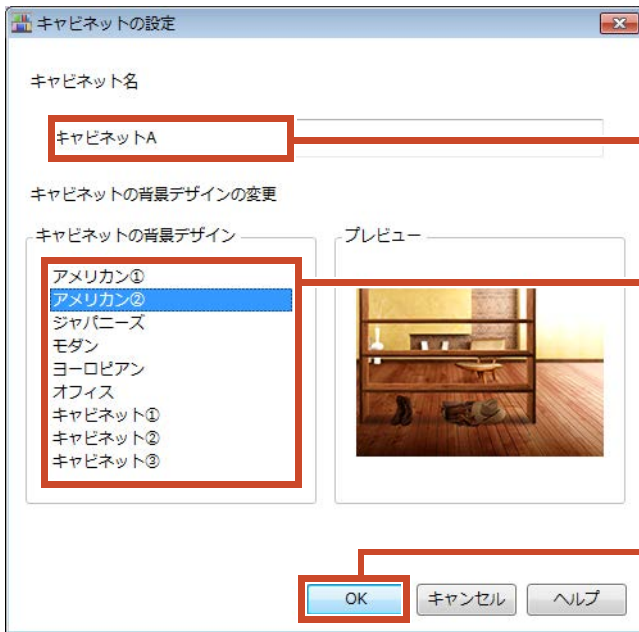 キャビネットの設定
キャビネット名
キャビネットA
キャビネットの背景デザインの変更
キャビネットの背景デザイン
プレビュー
アメリカン①
アメリカン②
ジャパニーズ
モダン
ヨーロピアン
オフィス
キャビネット①
キャビネット②
キャビネット③
OK
キャンセル
ヘルプ